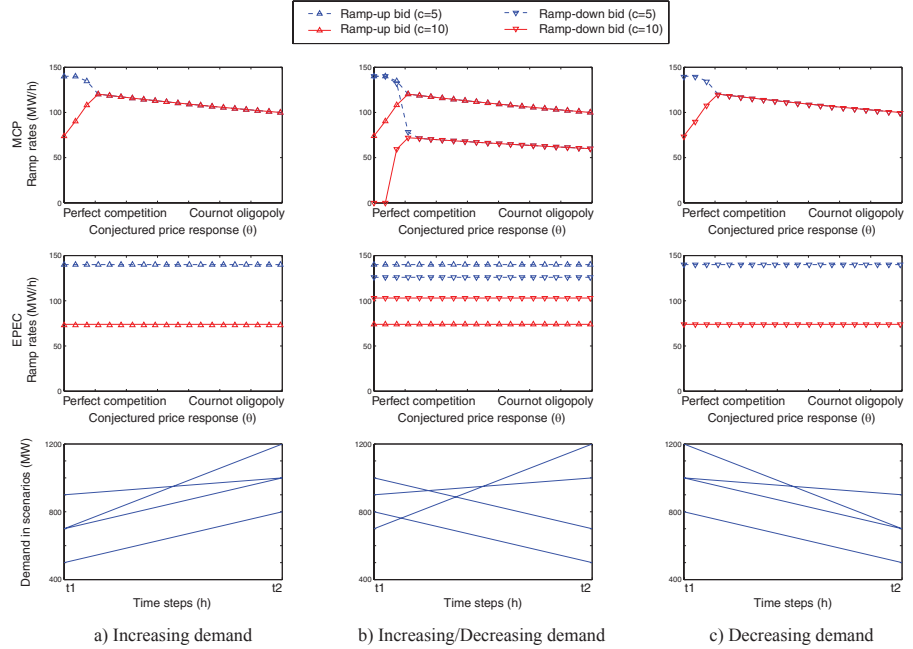 Ramp-up bid (c=5) Ramp-down bid (c=5)
Ramp-up bid (c=10) Ramp-down bid (c=10)
MCP
Ramp rates (MW/h)
150
100
50
0
Perfect competition Cournot oligopoly
Conjectured price response (θ)
150
100
50
0
Perfect competition Cournot oligopoly
Conjectured price response (θ)
150
100
50
0
Perfect competition Cournot oligopoly
Conjectured price response (θ)
EPEC
Ramp rates (MW/h)
150
100
50
0
Perfect competition Cournot oligopoly
Conjectured price response (θ)
150
100
50
0
Perfect competition Cournot oligopoly
Conjectured price response (θ)
150
100
50
0
Perfect competition Cournot oligopoly
Conjectured price response (θ)
Demand in scenarios (MW)
1200
1000
800
600
400
t1 t2
Time steps (h)
1200
1000
800
600
400
t1 t2
Time steps (h)
1200
1000
800
600
400
t1 t2
Time steps (h)
a) Increasing demand
b) Increasing/Decreasing demand
c) Decreasing demand